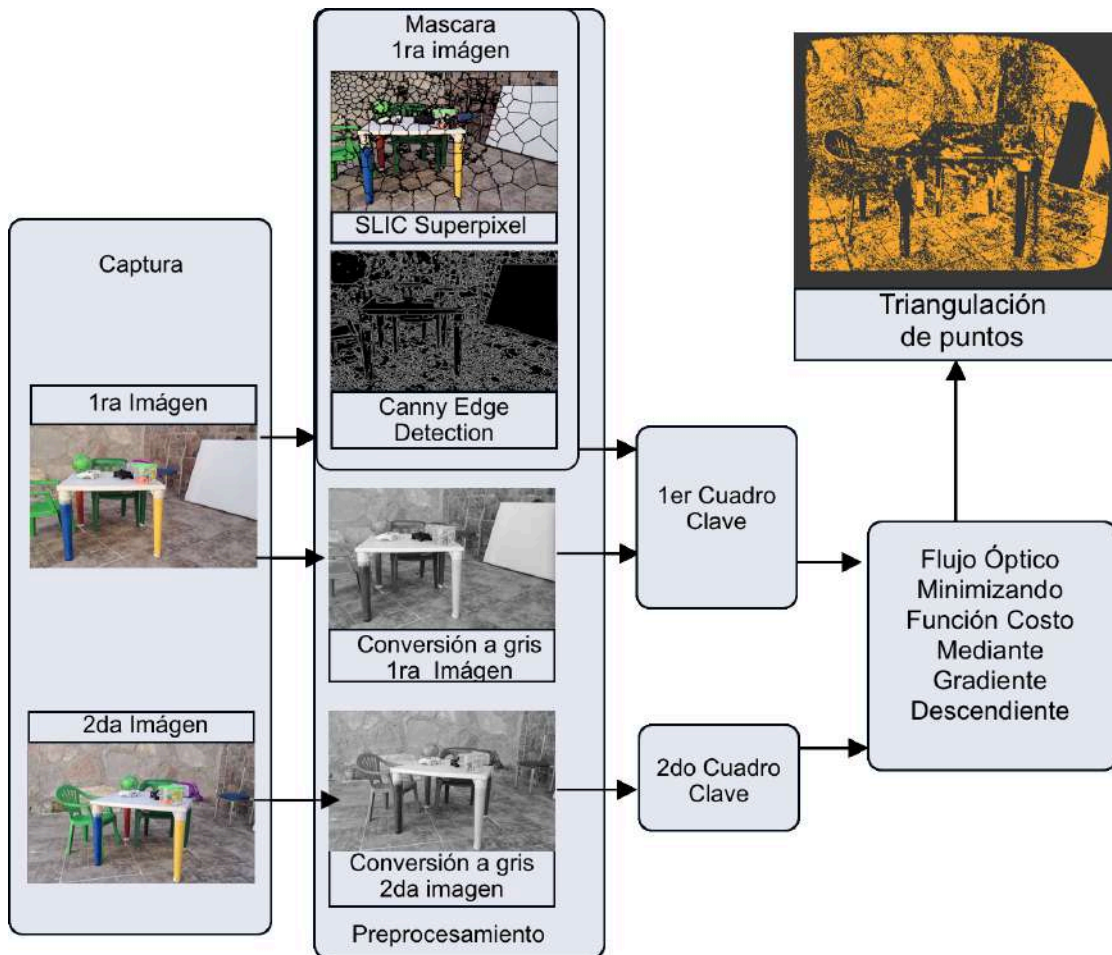 Captura
1ra Imágen
2da Imágen
Mascara
1ra imágen
SLIC Superpixel
Canny Edge
Detection
Conversión a gris
1ra Imágen
Conversión a gris
2da imagen
Preprocesamiento
1er Cuadro
Clave
2do Cuadro
Clave
Flujo Óptico
Minimizando
Función Costo
Mediante
Gradiente
Descendiente
Triangulación
de puntos